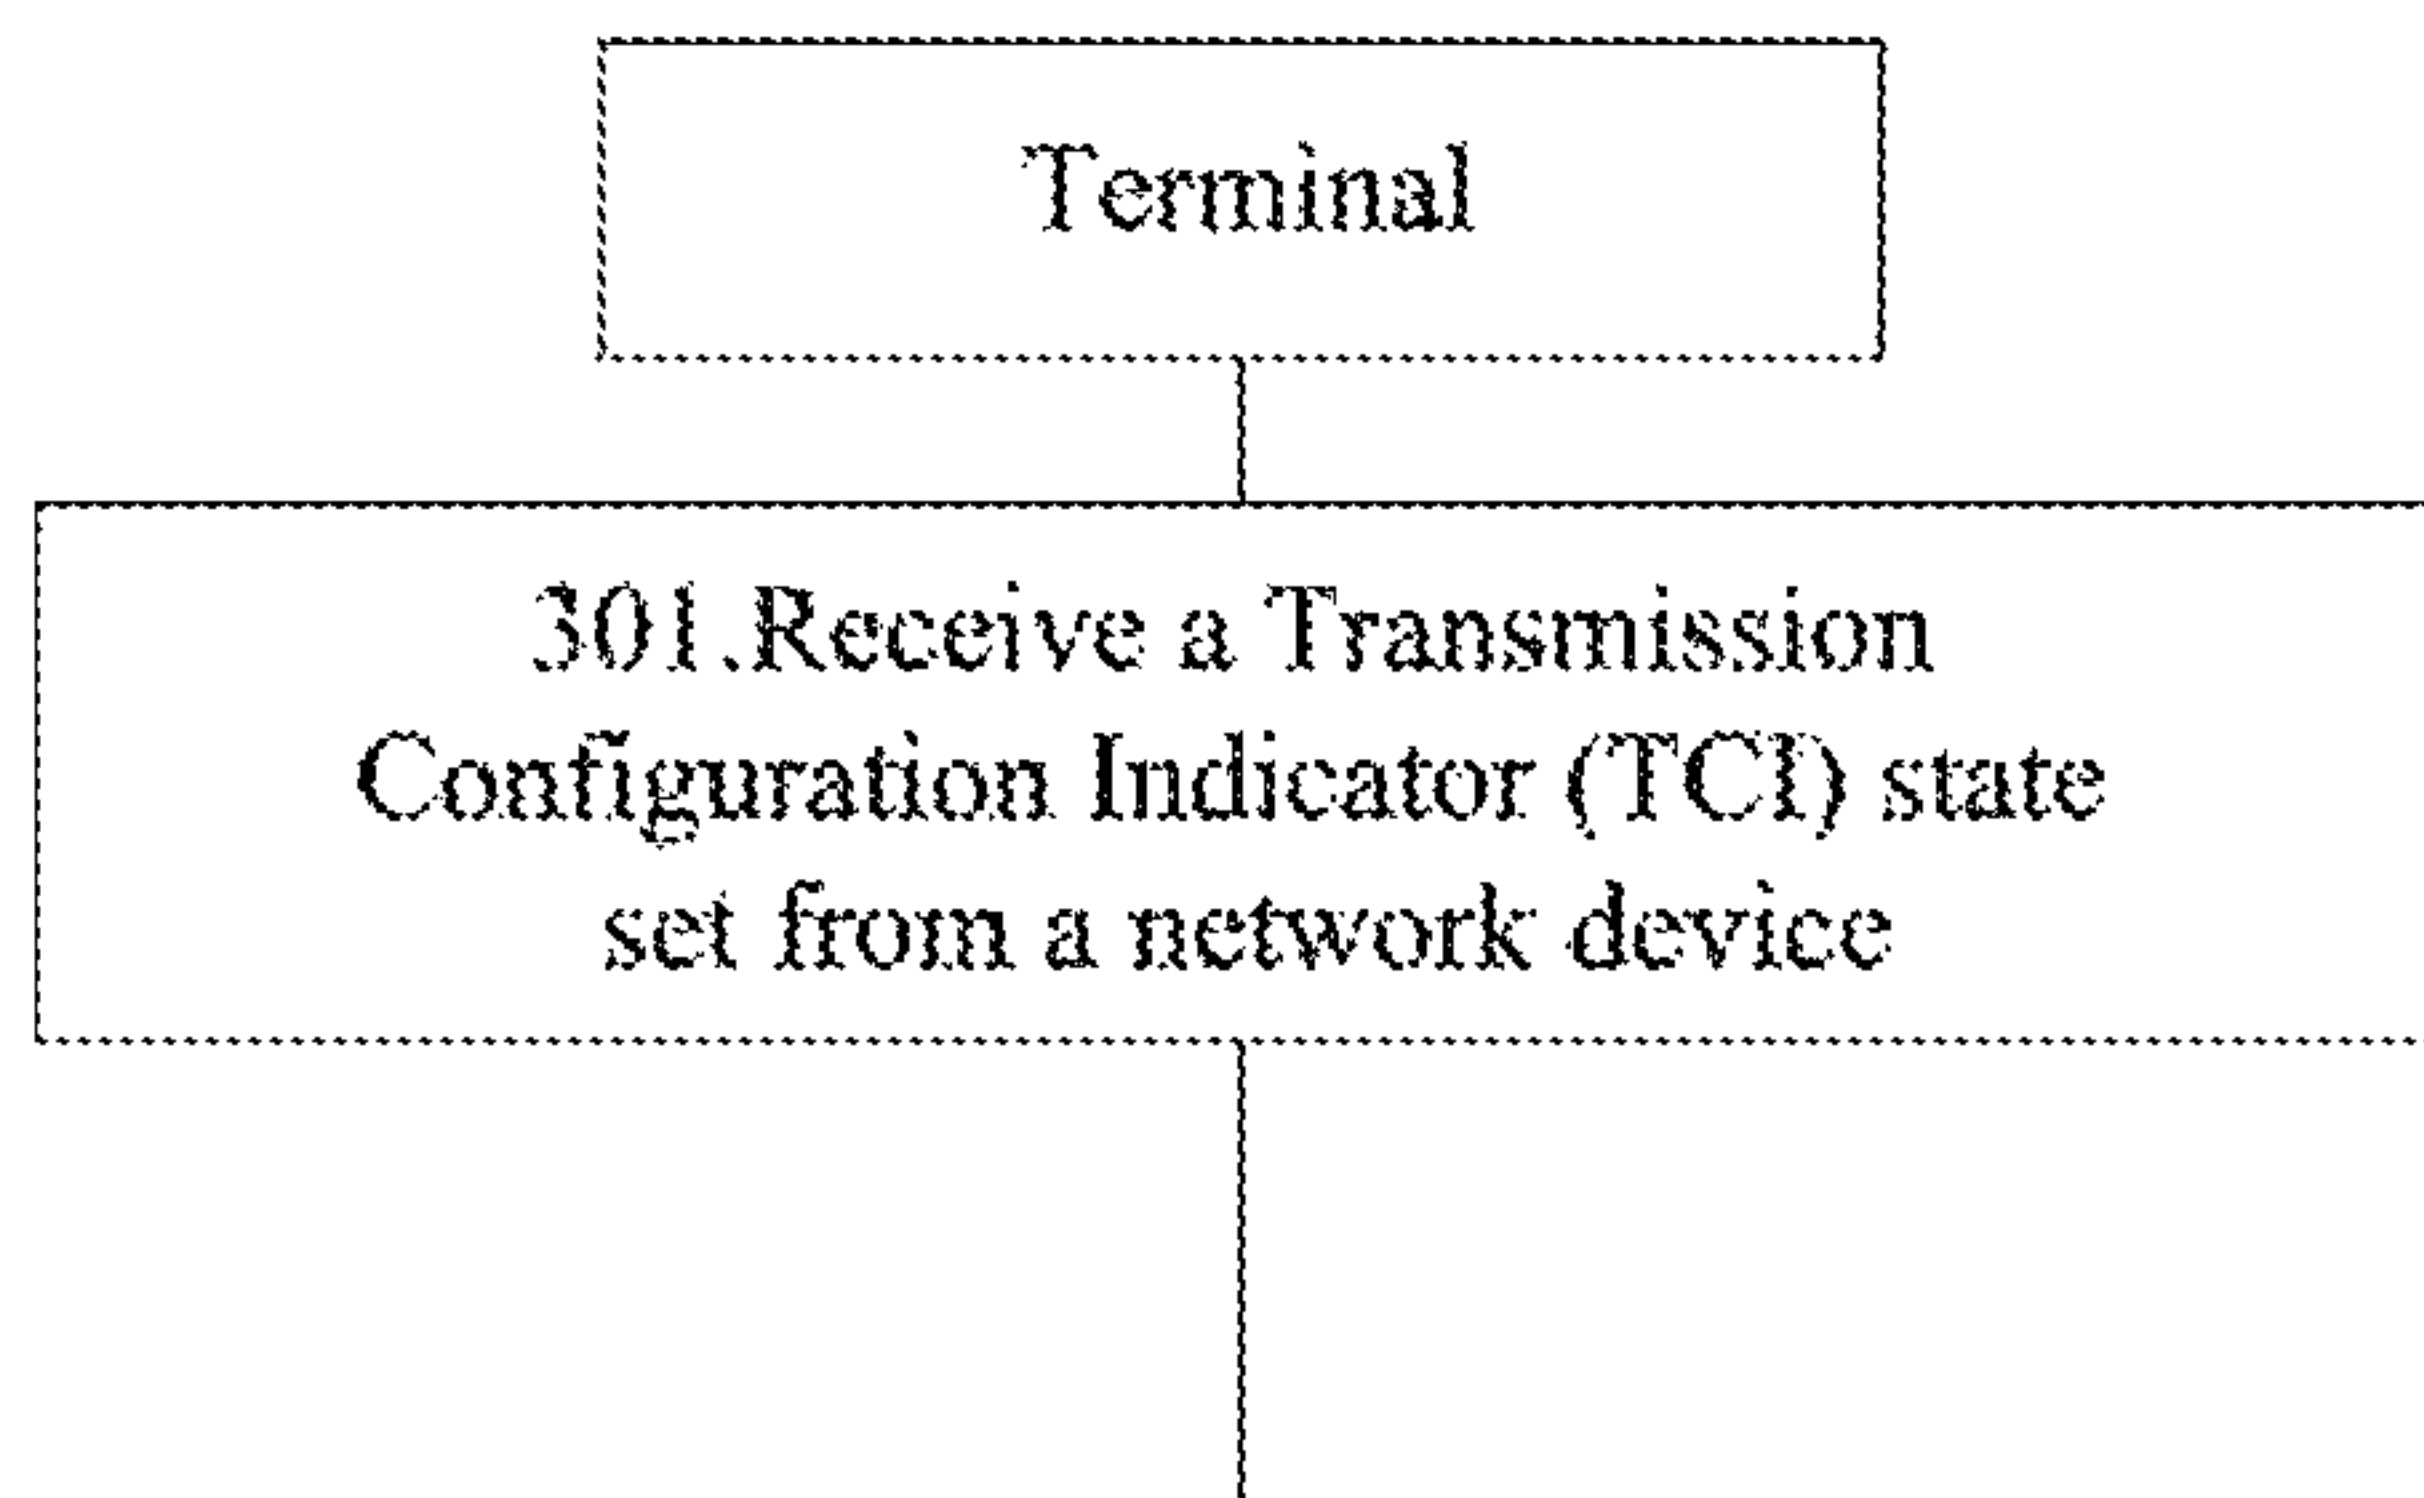 Terminal
301.Receive a Transmission
Configuration Indicator (TCI) state
set from a network device